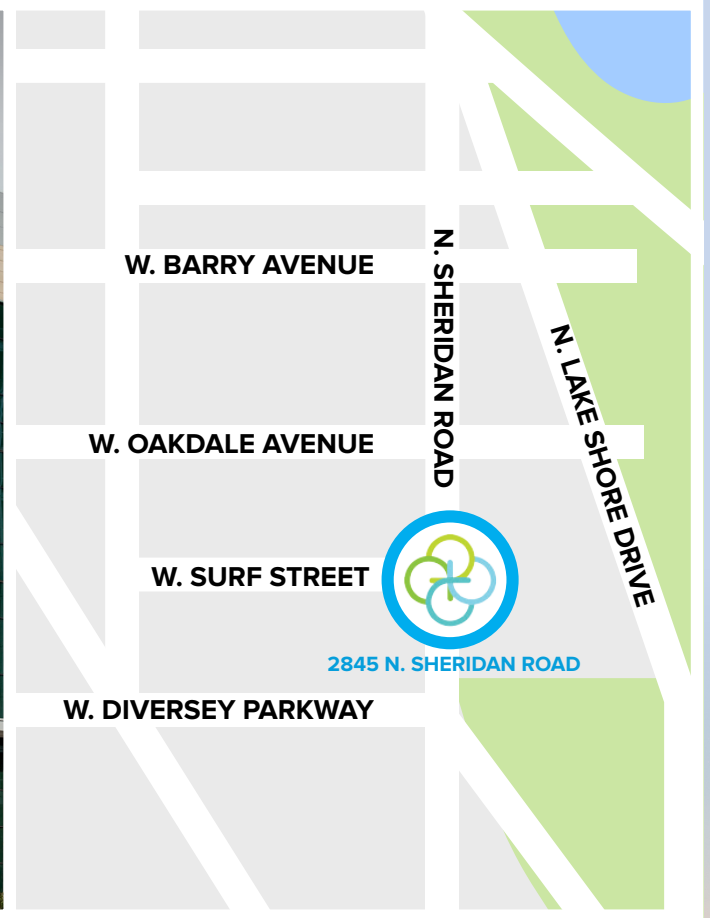 W. BARRY AVENUE
N. SHERIDAN ROAD
N. LAKE SHORE DRIVE
W. OAKDALE AVENUE
W. SURF STREET
2845 N. SHERIDAN ROAD
W. DIVERSEY PARKWAY